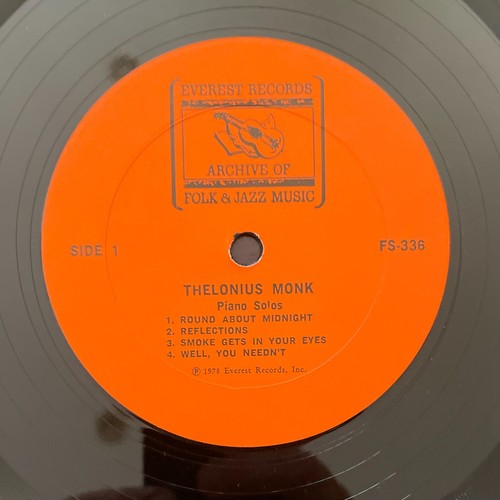 EVEREST RECORDS
ARCHIVE OF
FOLK & JAZZ MUSIC
SIDE 1
FS-336
THELONIUS MONK
Piano Solos
1. ROUND ABOUT MIDNIGHT
2. REFLECTIONS
3. SMOKE GETS IN YOUR EYES
4. WELL, YOU NEEDN'T
℗ 1978 Everest Records, Inc.